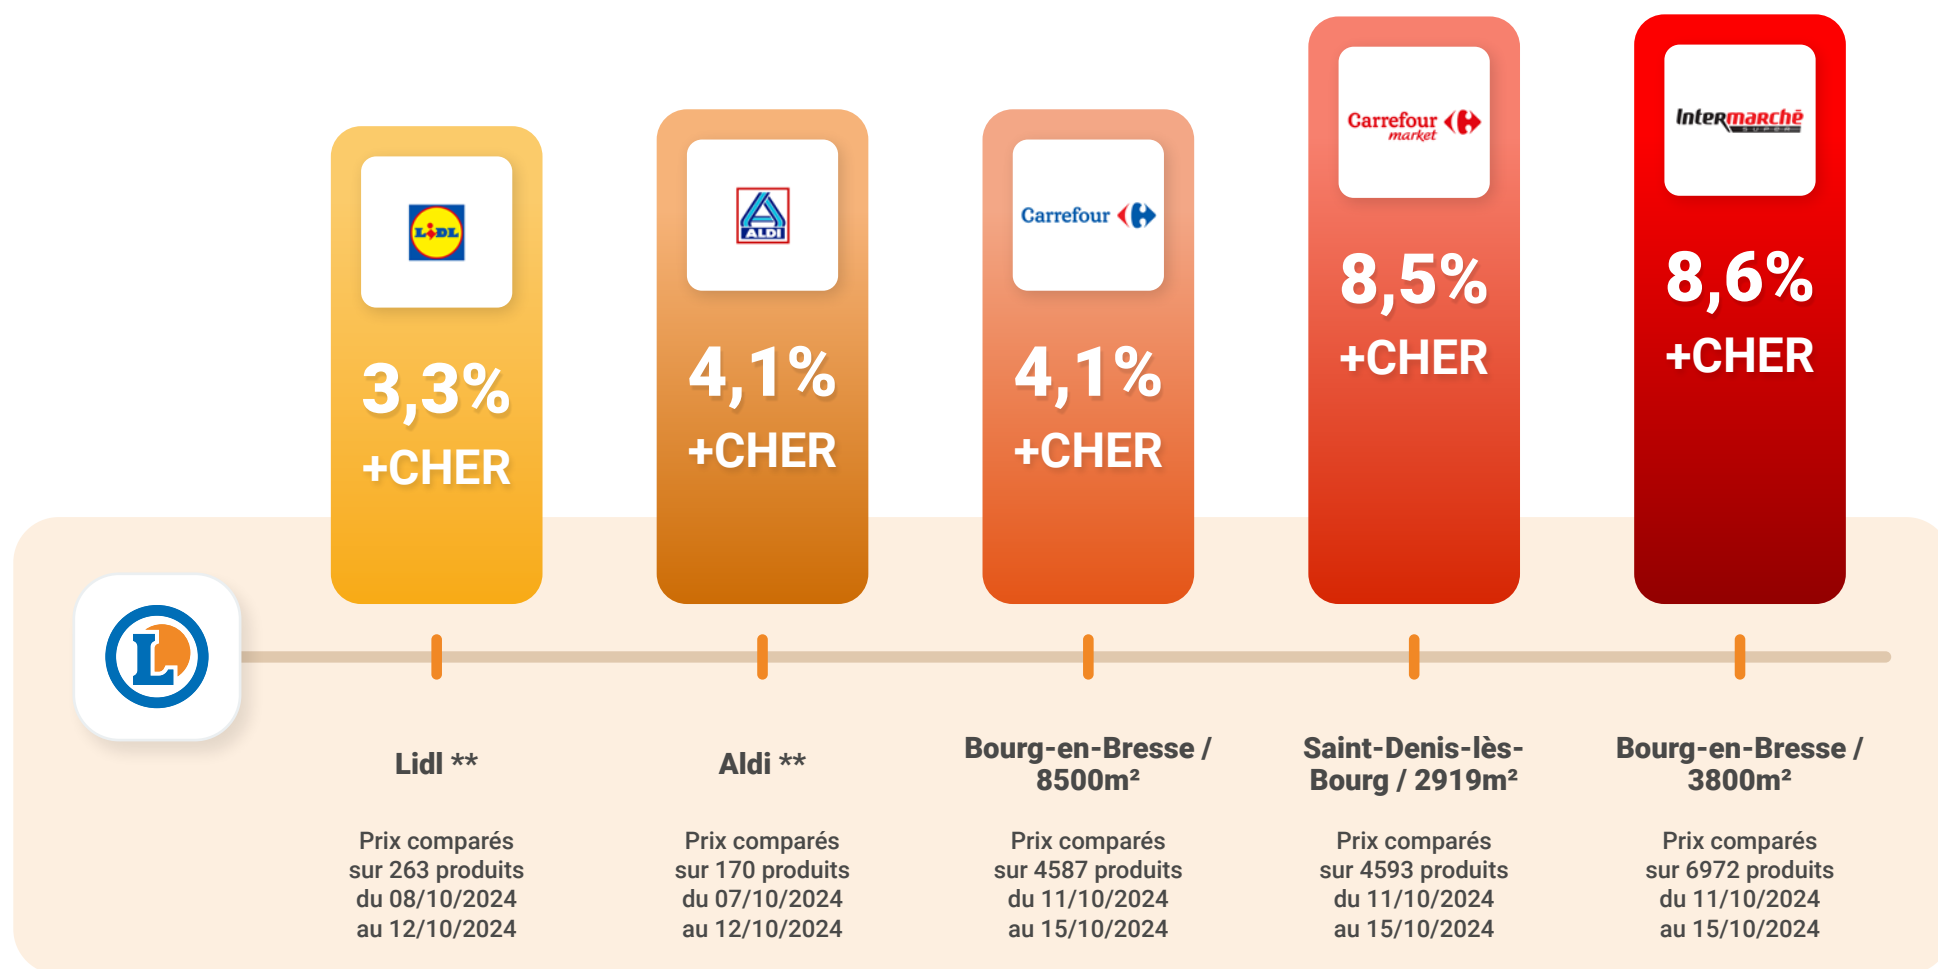 LIDL
3,3%
+CHER
ALDI
4,1%
+CHER
Carrefour
4,1%
+CHER
Carrefour
market
8,5%
+CHER
Intermarchē
SUPER
8,6%
+CHER
L
Lidl **
Prix comparés
sur 263 produits
du 08/10/2024
au 12/10/2024
Aldi **
Prix comparés
sur 170 produits
du 07/10/2024
au 12/10/2024
Bourg-en-Bresse /
8500m²
Prix comparés
sur 4587 produits
du 11/10/2024
au 15/10/2024
Saint-Denis-lès-
Bourg / 2919m²
Prix comparés
sur 4593 produits
du 11/10/2024
au 15/10/2024
Bourg-en-Bresse /
3800m²
Prix comparés
sur 6972 produits
du 11/10/2024
au 15/10/2024